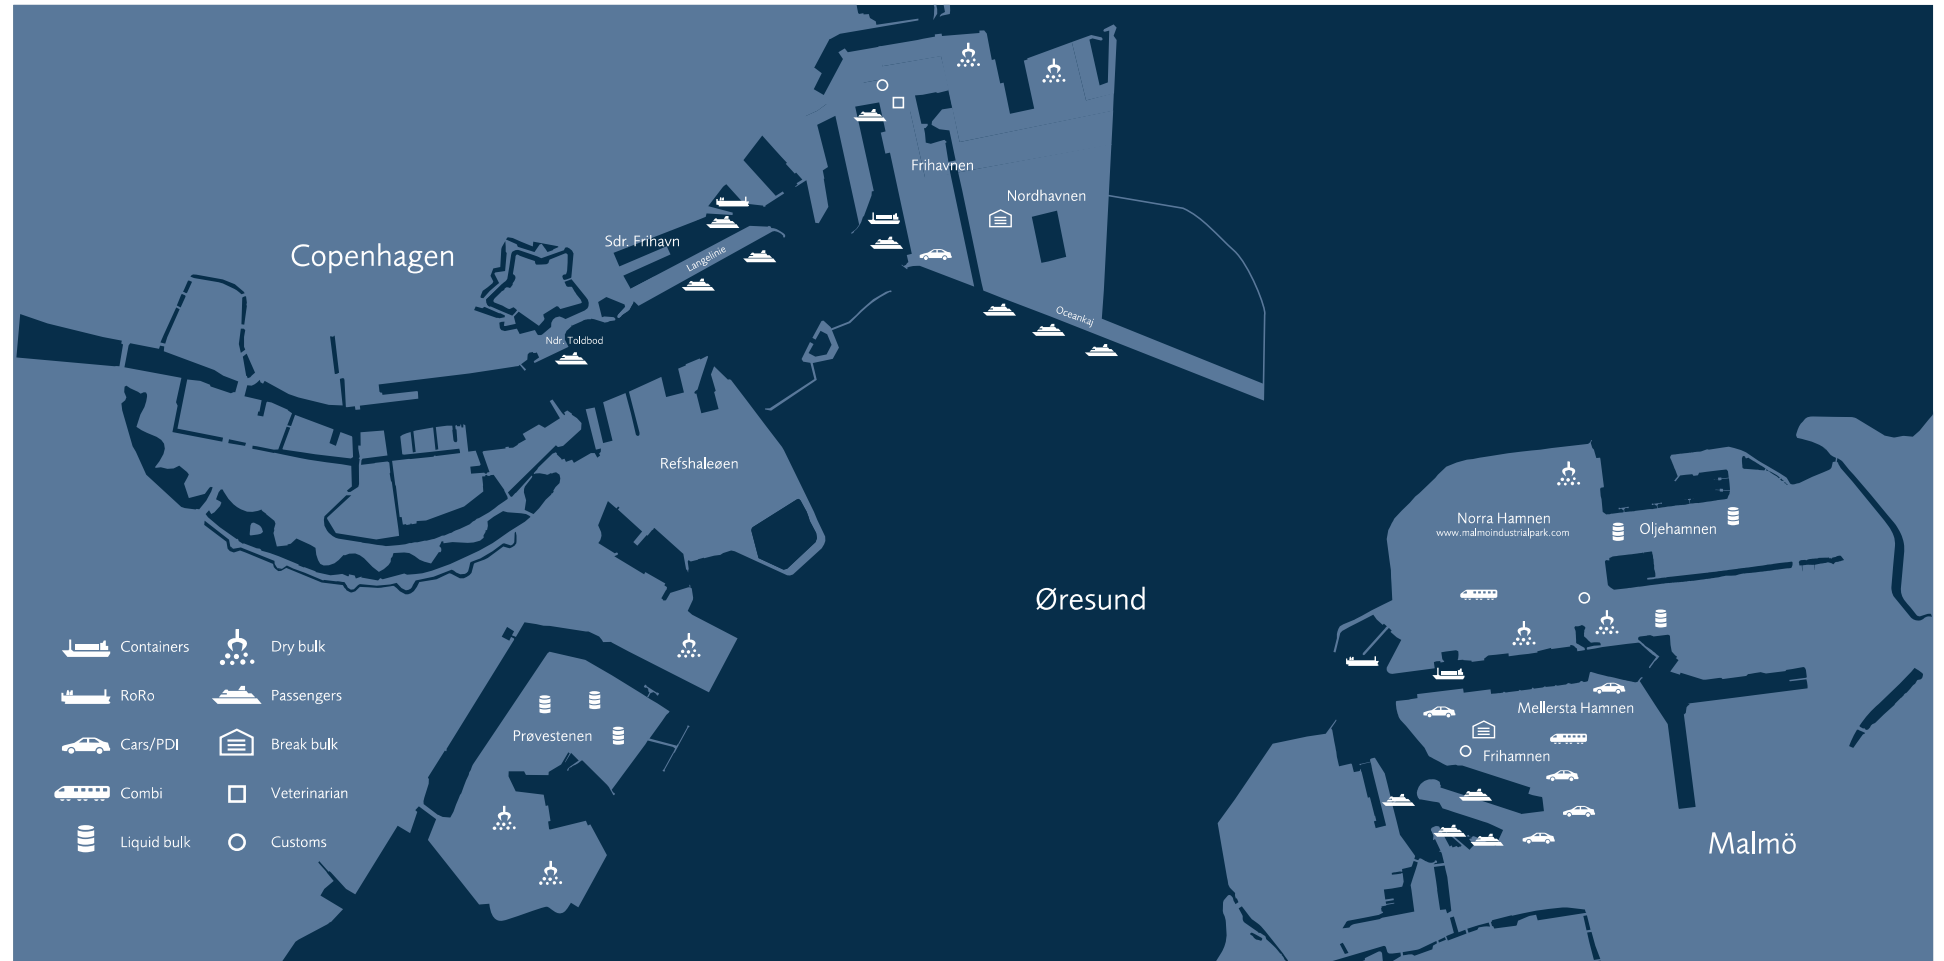 Frihavnen
Nordhavnen
Sdr. Frihavn
Copenhagen
Langelinie
Oceankaj
Ndr. Toldbod
Refshaleøen
Norra Hamnen
www.malmoindustrialpark.com
Oljehamnen
Øresund
Containers
Dry bulk
RoRo
Passengers
Cars/PDI
Break bulk
Combi
Veterinarian
Liquid bulk
Customs
Prøvestenen
Mellersta Hamnen
Frihamnen
Malmö